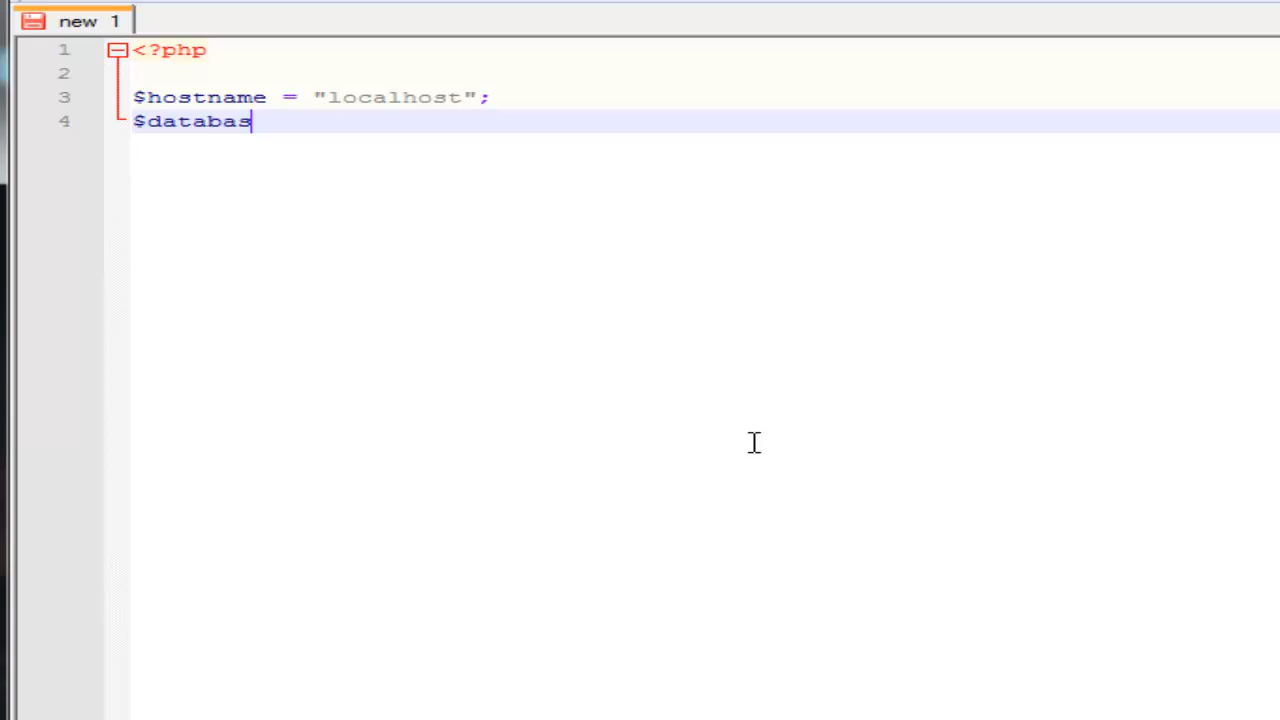 new 1
1 <?php
2
3 $hostname = "localhost";
4 $databas